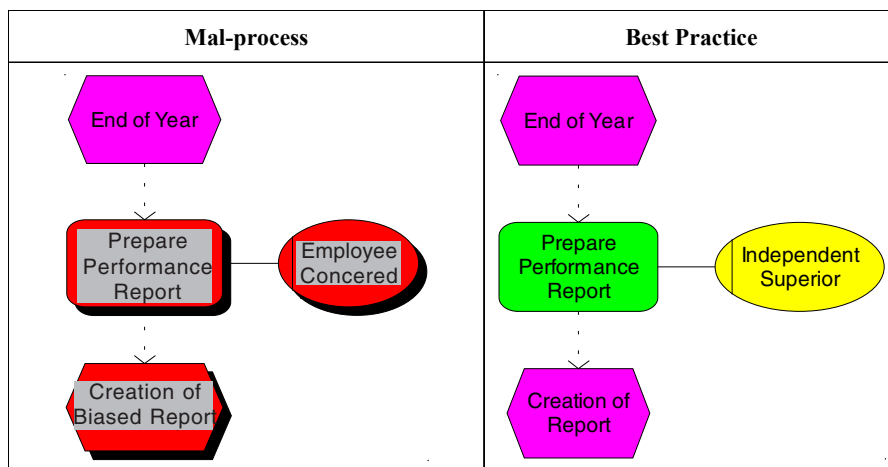 Mal-process
Best Practice
End of Year
Prepare
Performance
Report
Employee
Concered
Creation of
Biased Report
End of Year
Prepare
Performance
Report
Independent
Superior
Creation of
Report